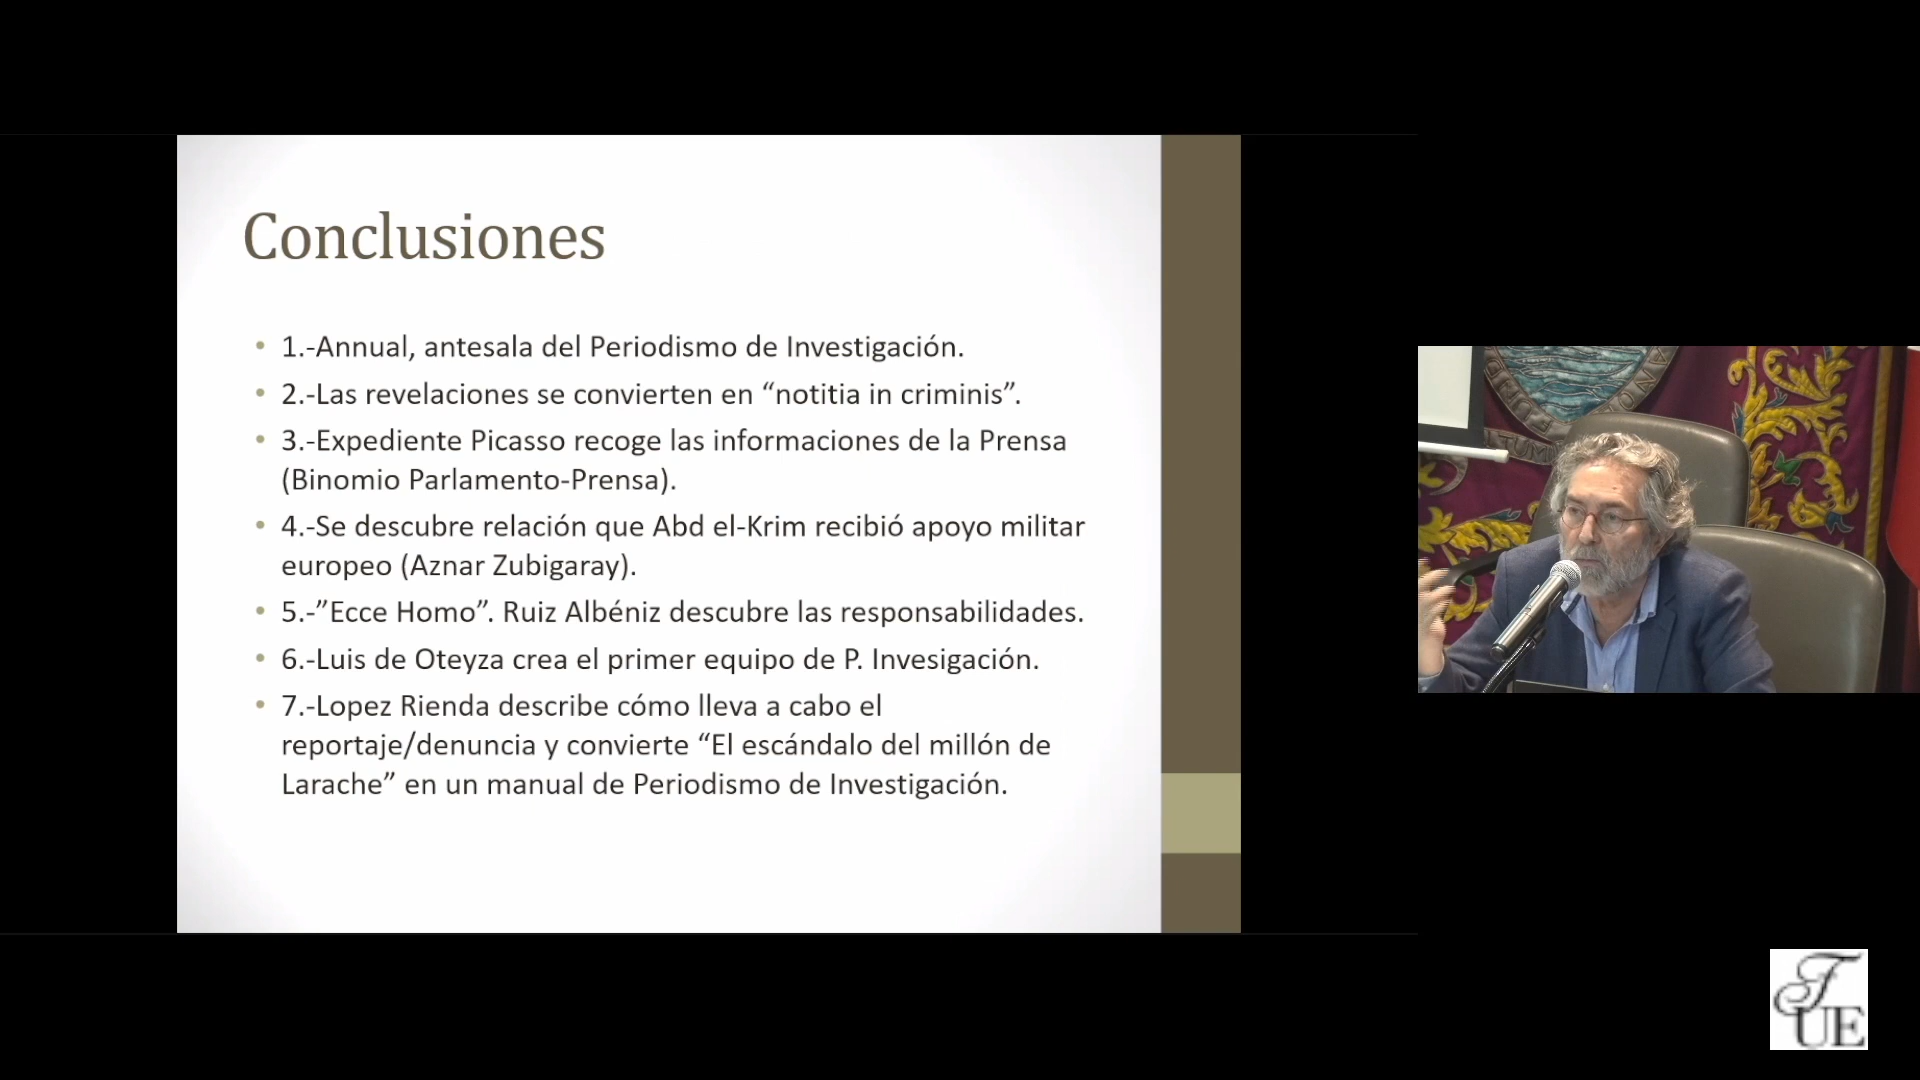 Conclusiones
• 1.-Annual, antesala del Periodismo de Investigación.
• 2.-Las revelaciones se convierten en “notitia in criminis”.
• 3.-Expediente Picasso recoge las informaciones de la Prensa
(Binomio Parlamento-Prensa).
• 4.-Se descubre relación que Abd el-Krim recibió apoyo militar
europeo (Aznar Zubigaray).
• 5.-”Ecce Homo”. Ruiz Albéniz descubre las responsabilidades.
• 6.-Luis de Oteyza crea el primer equipo de P. Invesigación.
• 7.-Lopez Rienda describe cómo lleva a cabo el
reportaje/denuncia y convierte “El escándalo del millón de
Larache” en un manual de Periodismo de Investigación.
UE